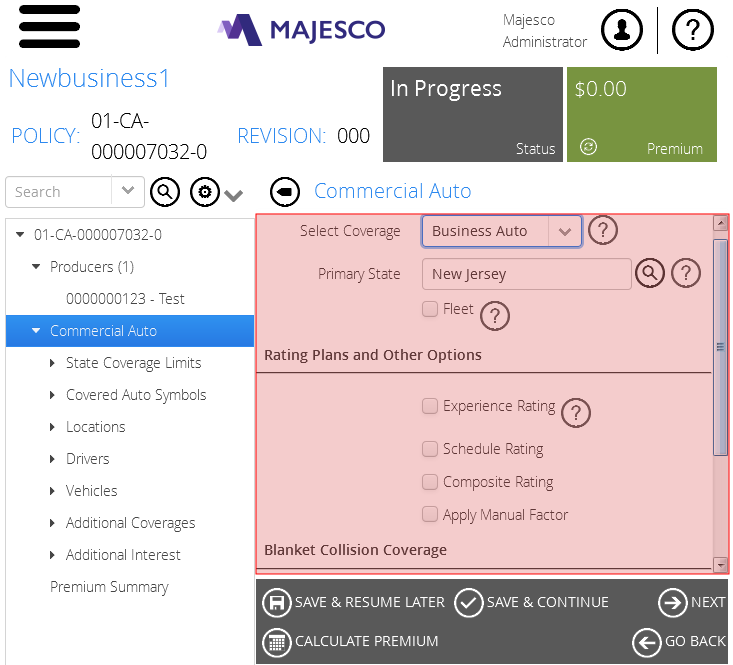 MAJESCO
Majesco
Administrator
?
Newbusiness1
POLICY: 01-CA-
000007032-0
REVISION: 000
In Progress
Status
$0.00
Premium
Search
Commercial Auto
01-CA-000007032-0
Producers (1)
0000000123 - Test
Commercial Auto
State Coverage Limits
Covered Auto Symbols
Locations
Drivers
Vehicles
Additional Coverages
Additional Interest
Premium Summary
Select Coverage Business Auto ?
Primary State New Jersey ?
Fleet ?
Rating Plans and Other Options
Experience Rating ?
Schedule Rating
Composite Rating
Apply Manual Factor
Blanket Collision Coverage
SAVE & RESUME LATER SAVE & CONTINUE NEXT
CALCULATE PREMIUM GO BACK